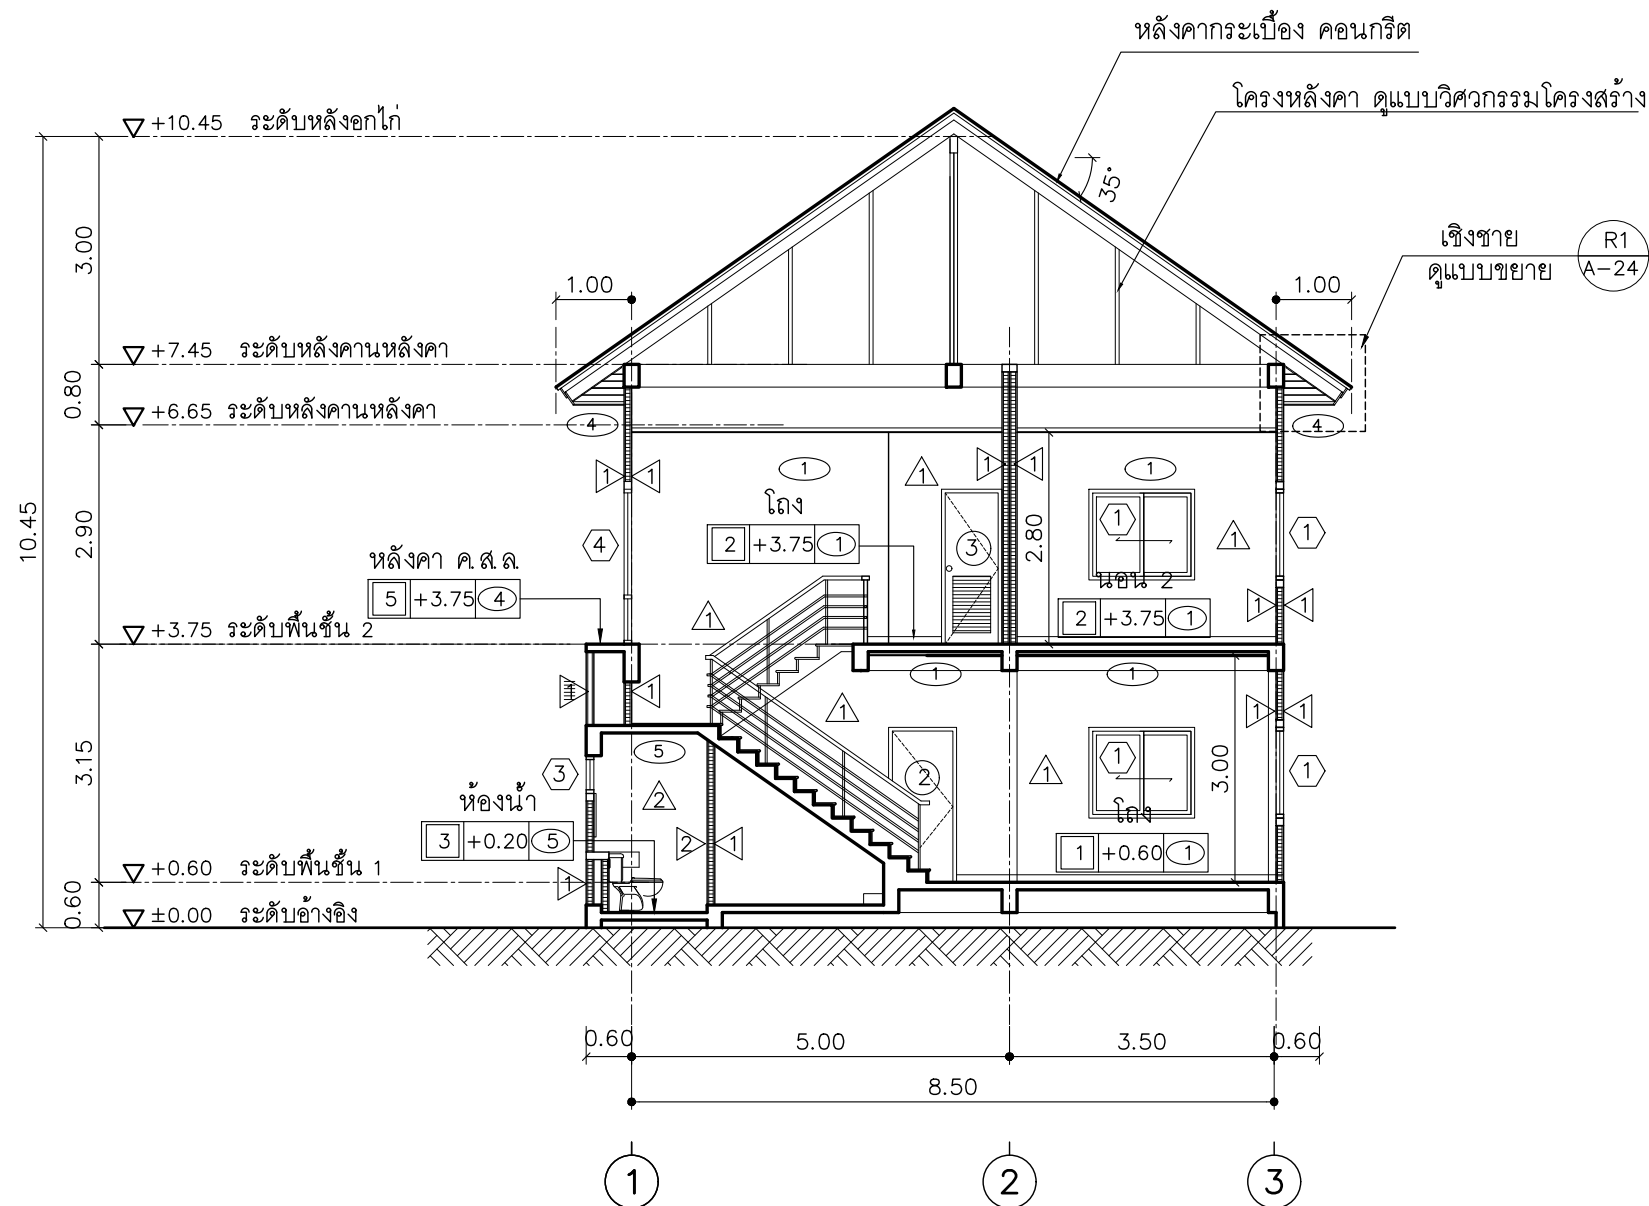 หลังคากระเบื้อง คอนกรีต
โครงหลังคา ดูแบบวิศวกรรมโครงสร้าง
+10.45 ระดับหลังอกไก่
35°
3.00
เชิงชาย
ดูแบบขยาย
R1
A-24
1.00
1.00
+7.45 ระดับหลังคานหลังคา
0.80
+6.65 ระดับหลังคานหลังคา
4
4
1
1
1
1
1
1
1
10.45
2.90
โถง
2 +3.75 1
3
2.80
1
1
1
4
หลังคา ค.ส.ล.
5 +3.75 4
นอน 2
2 +3.75 1
1
1
1
+3.75 ระดับพื้นชั้น 2
1
1
1
1
1
1
1
3.15
5
3
2
1
2
1
1
3.00
ห้องน้ำ
3 +0.20 5
2
1
โถง
1 +0.60 1
+0.60 ระดับพื้นชั้น 1
1
0.60
±0.00 ระดับอ้างอิง
0.60
5.00
3.50
0.60
8.50
1
2
3